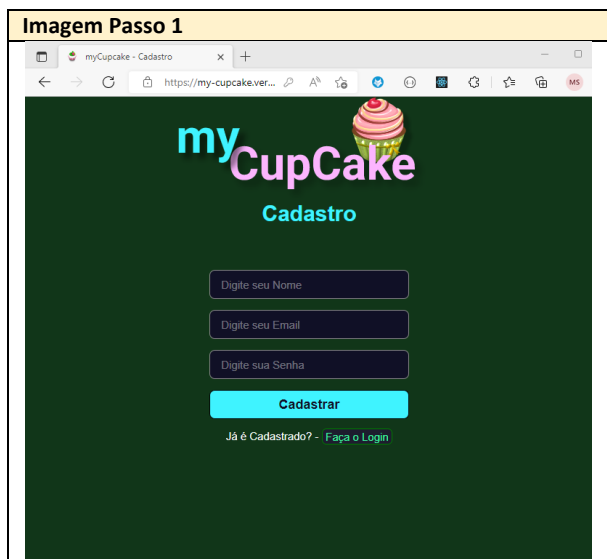 Imagem Passo 1
myCupcake - Cadastro
https://my-cupcake.ver...
MS
my
CupCake
Cadastro
Digite seu Nome
Digite seu Email
Digite sua Senha
Cadastrar
Já é Cadastrado? - Faça o Login